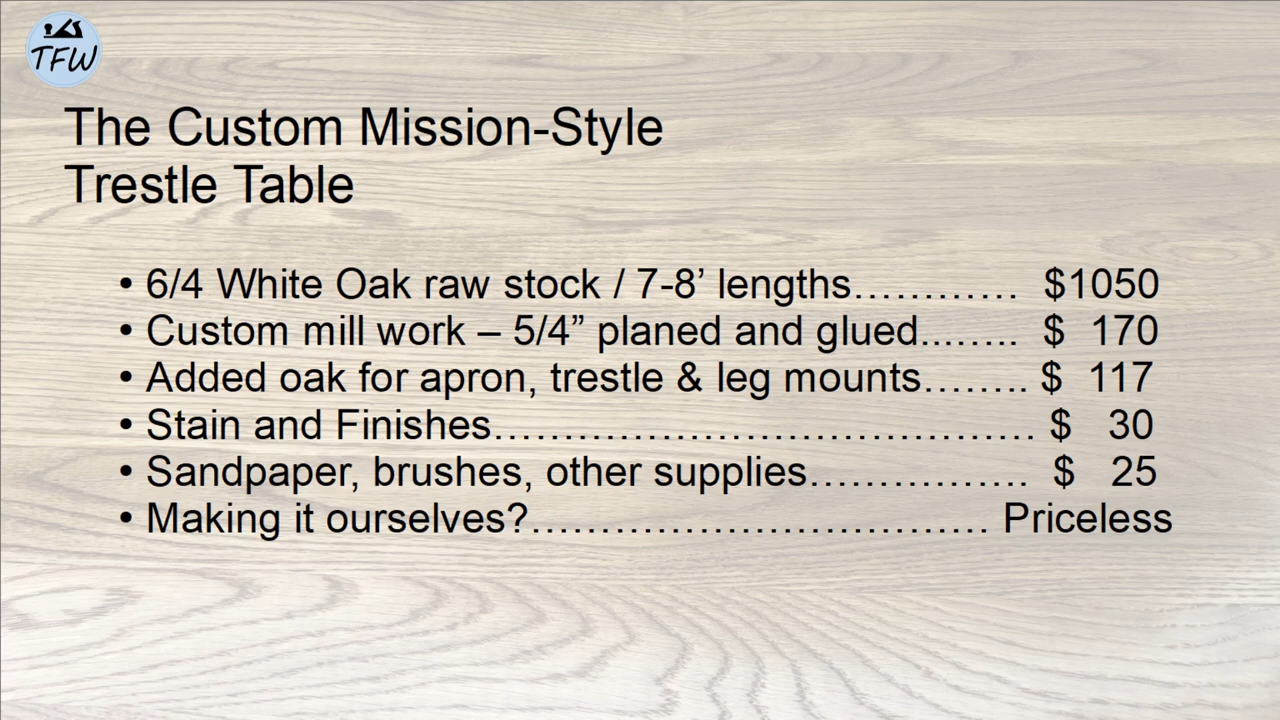 TFW
The Custom Mission-Style
Trestle Table
• 6/4 White Oak raw stock / 7-8’ lengths………… $1050
• Custom mill work – 5/4” planed and glued...…… $ 170
• Added oak for apron, trestle & leg mounts…….. $ 117
• Stain and Finishes………………………………… $ 30
• Sandpaper, brushes, other supplies…………… $ 25
• Making it ourselves?…………………………… Priceless